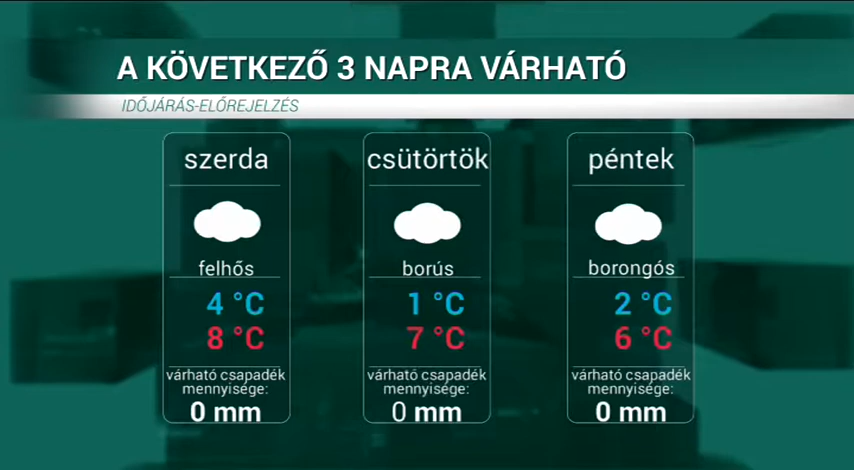 A KÖVETKEZŐ 3 NAPRA VÁRHATÓ
IDŐJÁRÁS-ELŐREJELZÉS
szerda
felhős
4 °C
8 °C
várható csapadék
mennyisége:
0 mm
csütörtök
borús
1 °C
7 °C
várható csapadék
mennyisége:
0 mm
péntek
borongós
2 °C
6 °C
várható csapadék
mennyisége:
0 mm